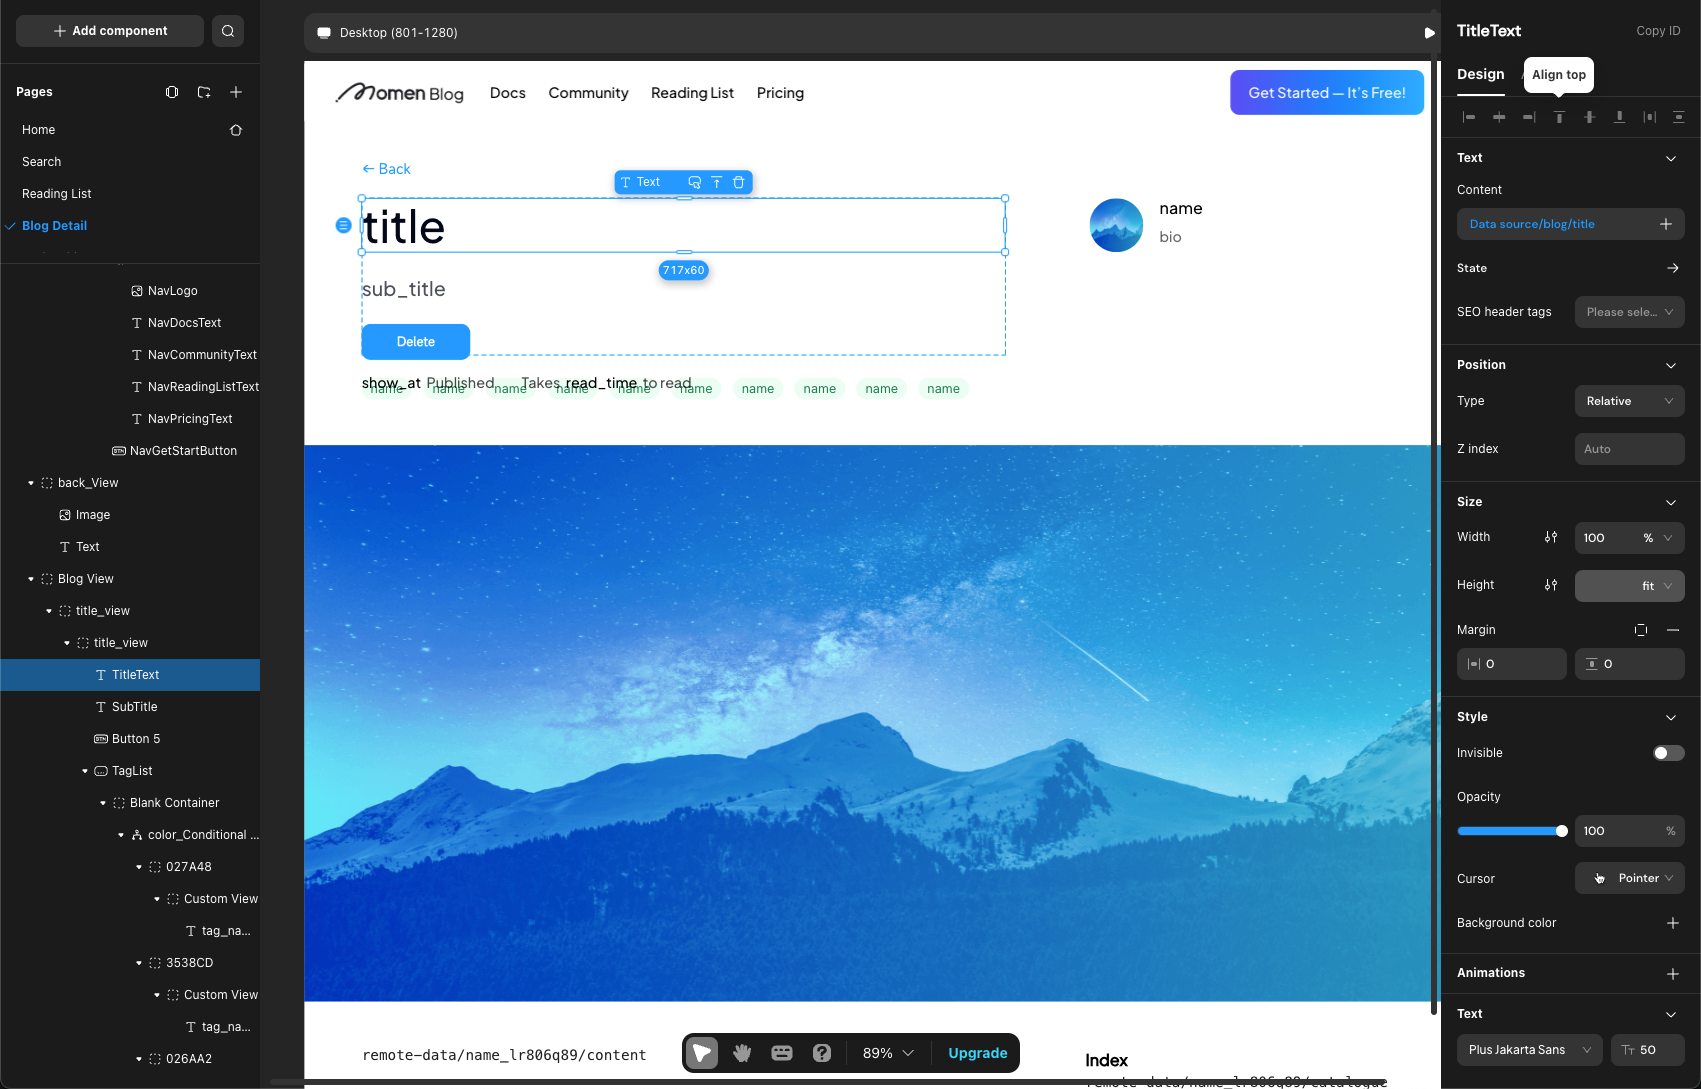 Add component
Pages
Home
Search
Reading List
Blog Detail
NavLogo
NavDocsText
NavCommunityText
NavReadingListText
NavPricingText
BTN NavGetStartButton
back_View
Image
Text
Blog View
title_view
title_view
TitleText
SubTitle
BTN Button 5
TagList
Blank Container
color_Conditional ...
027A48
Custom View
tag_na...
3538CD
Custom View
tag_na...
026AA2
Desktop (801-1280)
Momen Blog
Docs
Community
Reading List
Pricing
Get Started — It's Free!
← Back
Text
title
717x60
sub_title
Delete
name
bio
show_at Published Takes read_time to read
name name name name name name name name name name
remote-data/name_lr806q89/content
Index
remote-data/name_lr806q89/catalogue
89%
Upgrade
TitleText
Copy ID
Design
Align top
Text
Content
Data source/blog/title
State
SEO header tags
Please sele...
Position
Type
Relative
Z index
Auto
Size
Width
100 %
Height
fit
Margin
0
0
Style
Invisible
Opacity
100 %
Cursor
Pointer
Background color
Animations
Text
Plus Jakarta Sans
50